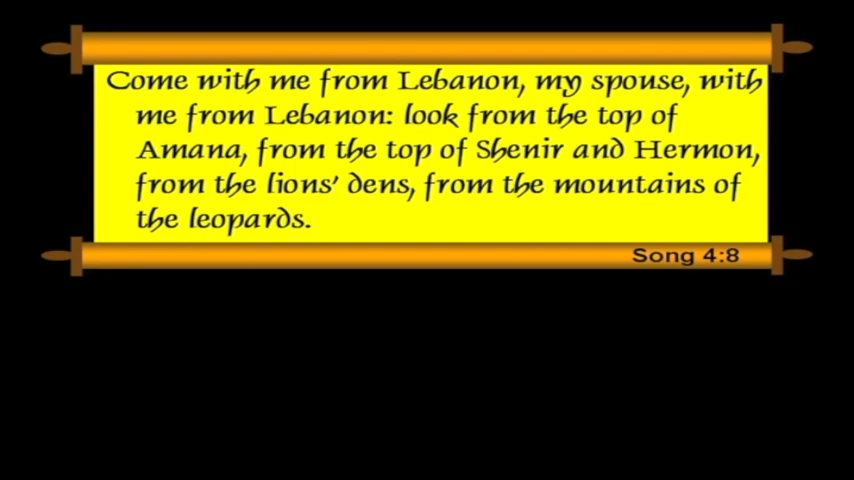 Come with me from Lebanon, my spouse, with
me from Lebanon: look from the top of
Amana, from the top of Shenir and Hermon,
from the lions' dens, from the mountains of
the leopards.
Song 4:8